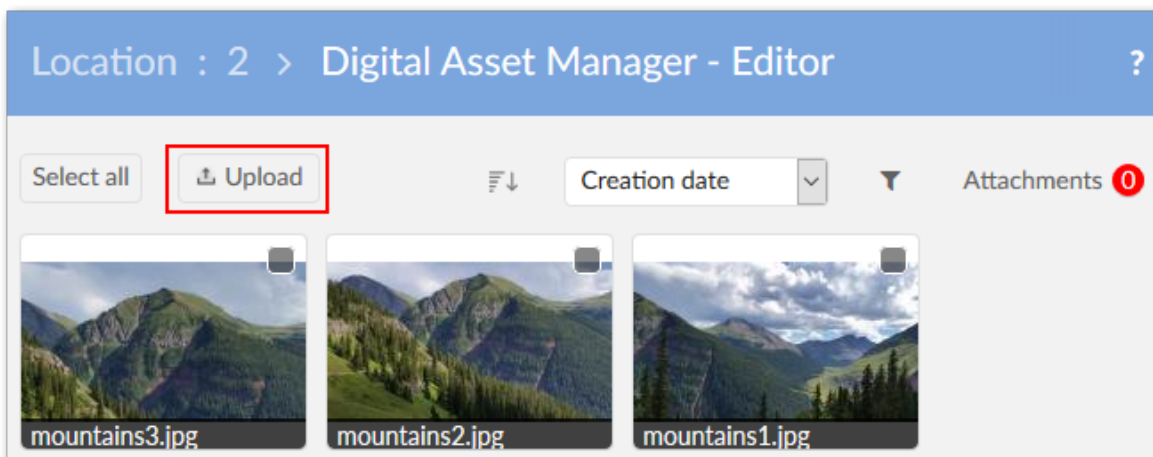 Location : 2 > Digital Asset Manager - Editor ?
Select all Upload Creation date Attachments 0
mountains3.jpg mountains2.jpg mountains1.jpg